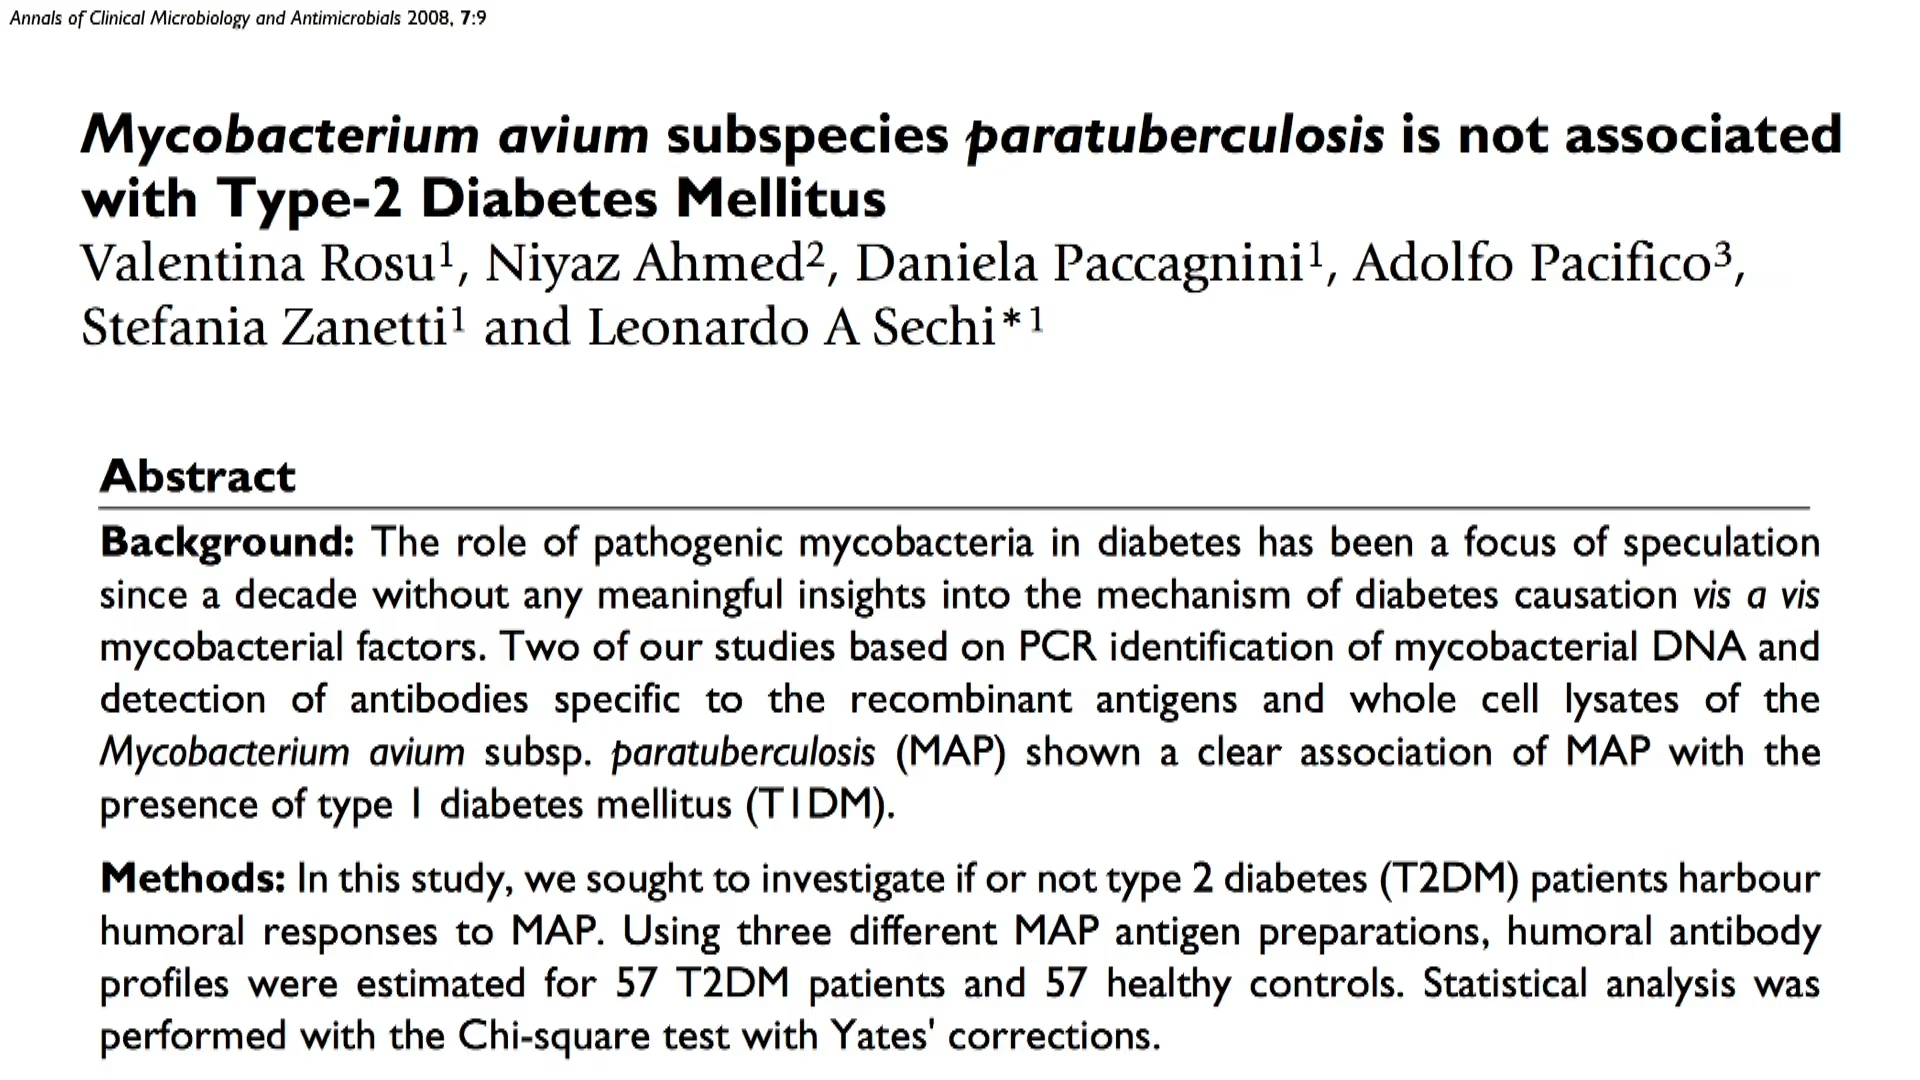 Annals of Clinical Microbiology and Antimicrobials 2008, 7:9
Mycobacterium avium subspecies paratuberculosis is not associated
with Type-2 Diabetes Mellitus
Valentina Rosu¹, Niyaz Ahmed², Daniela Paccagnini¹, Adolfo Pacifico³,
Stefania Zanetti¹ and Leonardo A Sechi*¹
Abstract
Background: The role of pathogenic mycobacteria in diabetes has been a focus of speculation
since a decade without any meaningful insights into the mechanism of diabetes causation vis a vis
mycobacterial factors. Two of our studies based on PCR identification of mycobacterial DNA and
detection of antibodies specific to the recombinant antigens and whole cell lysates of the
Mycobacterium avium subsp. paratuberculosis (MAP) shown a clear association of MAP with the
presence of type 1 diabetes mellitus (T1DM).
Methods: In this study, we sought to investigate if or not type 2 diabetes (T2DM) patients harbour
humoral responses to MAP. Using three different MAP antigen preparations, humoral antibody
profiles were estimated for 57 T2DM patients and 57 healthy controls. Statistical analysis was
performed with the Chi-square test with Yates' corrections.